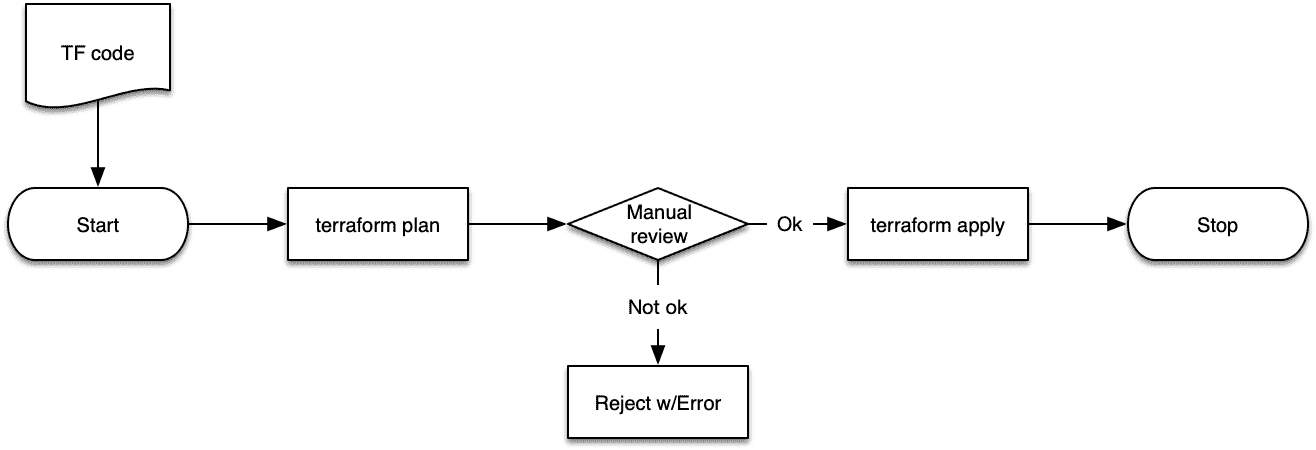 TF code
Start
terraform plan
Manual
review
Ok
terraform apply
Stop
Not ok
Reject w/Error